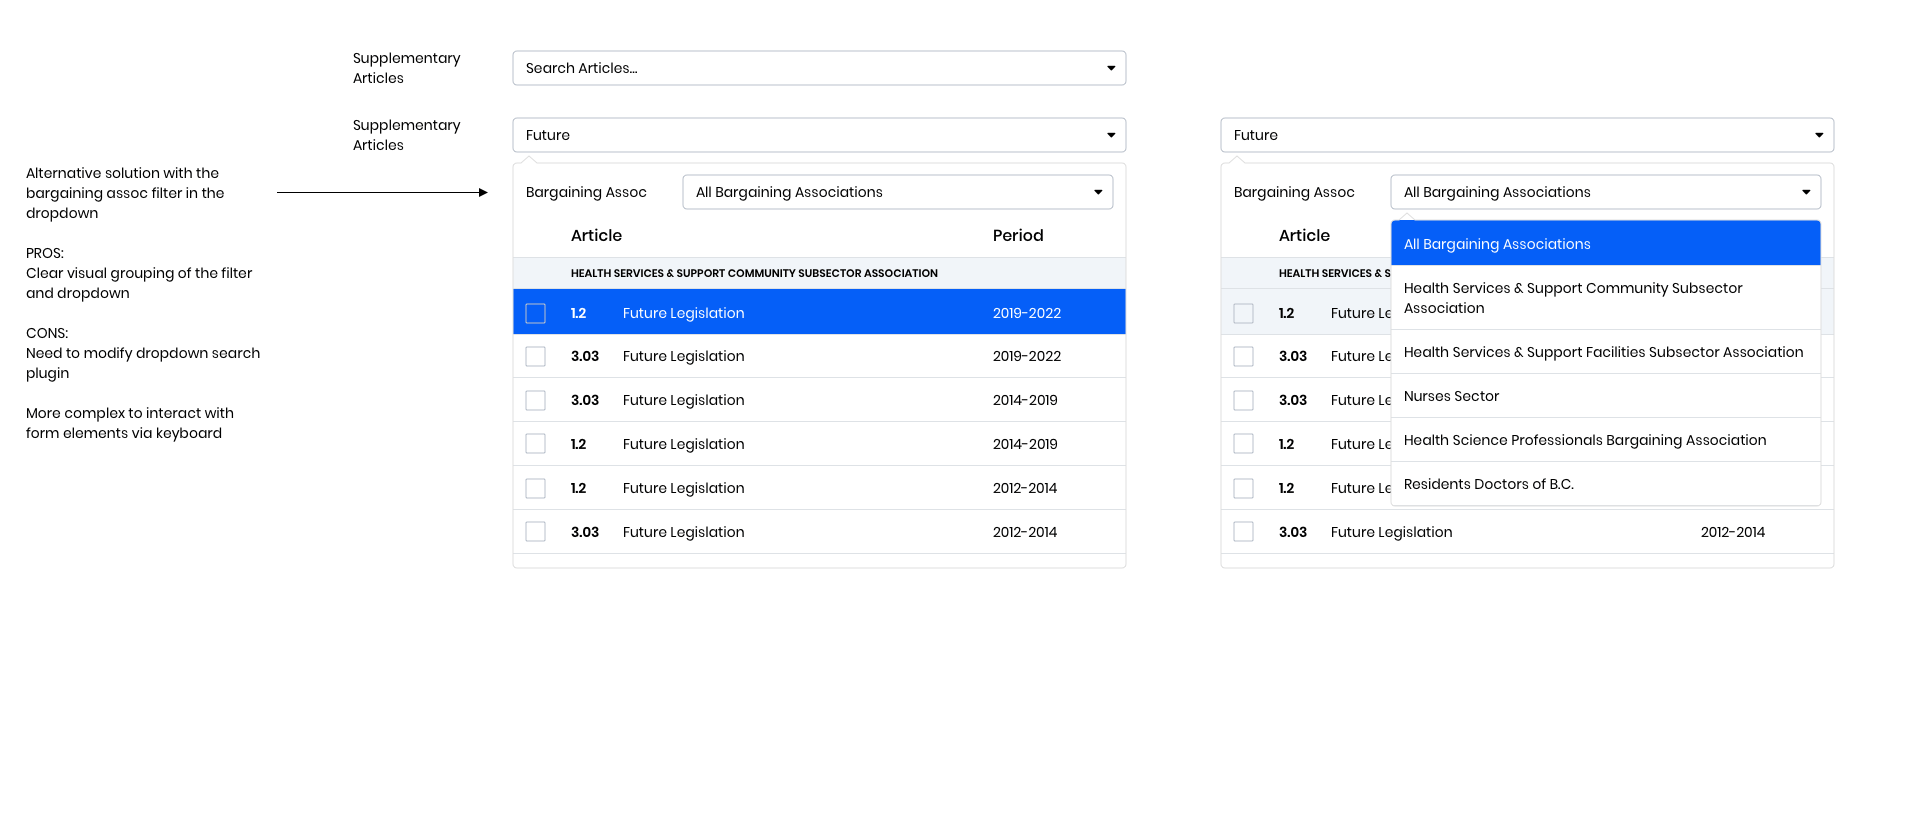 Supplementary
Articles
Search Articles...
Supplementary
Articles
Future
Alternative solution with the
bargaining assoc filter in the
dropdown
PROS:
Clear visual grouping of the filter
and dropdown
CONS:
Need to modify dropdown search
plugin
More complex to interact with
form elements via keyboard
Bargaining Assoc
All Bargaining Associations
Article
Period
HEALTH SERVICES & SUPPORT COMMUNITY SUBSECTOR ASSOCIATION
1.2 Future Legislation 2019-2022
3.03 Future Legislation 2019-2022
3.03 Future Legislation 2014-2019
1.2 Future Legislation 2014-2019
1.2 Future Legislation 2012-2014
3.03 Future Legislation 2012-2014
Future
Bargaining Assoc
All Bargaining Associations
Article
HEALTH SERVICES & S
1.2 Future Le
3.03 Future Le
3.03 Future Le
1.2 Future Le
1.2 Future Le
3.03 Future Legislation 2012-2014
All Bargaining Associations
Health Services & Support Community Subsector
Association
Health Services & Support Facilities Subsector Association
Nurses Sector
Health Science Professionals Bargaining Association
Residents Doctors of B.C.